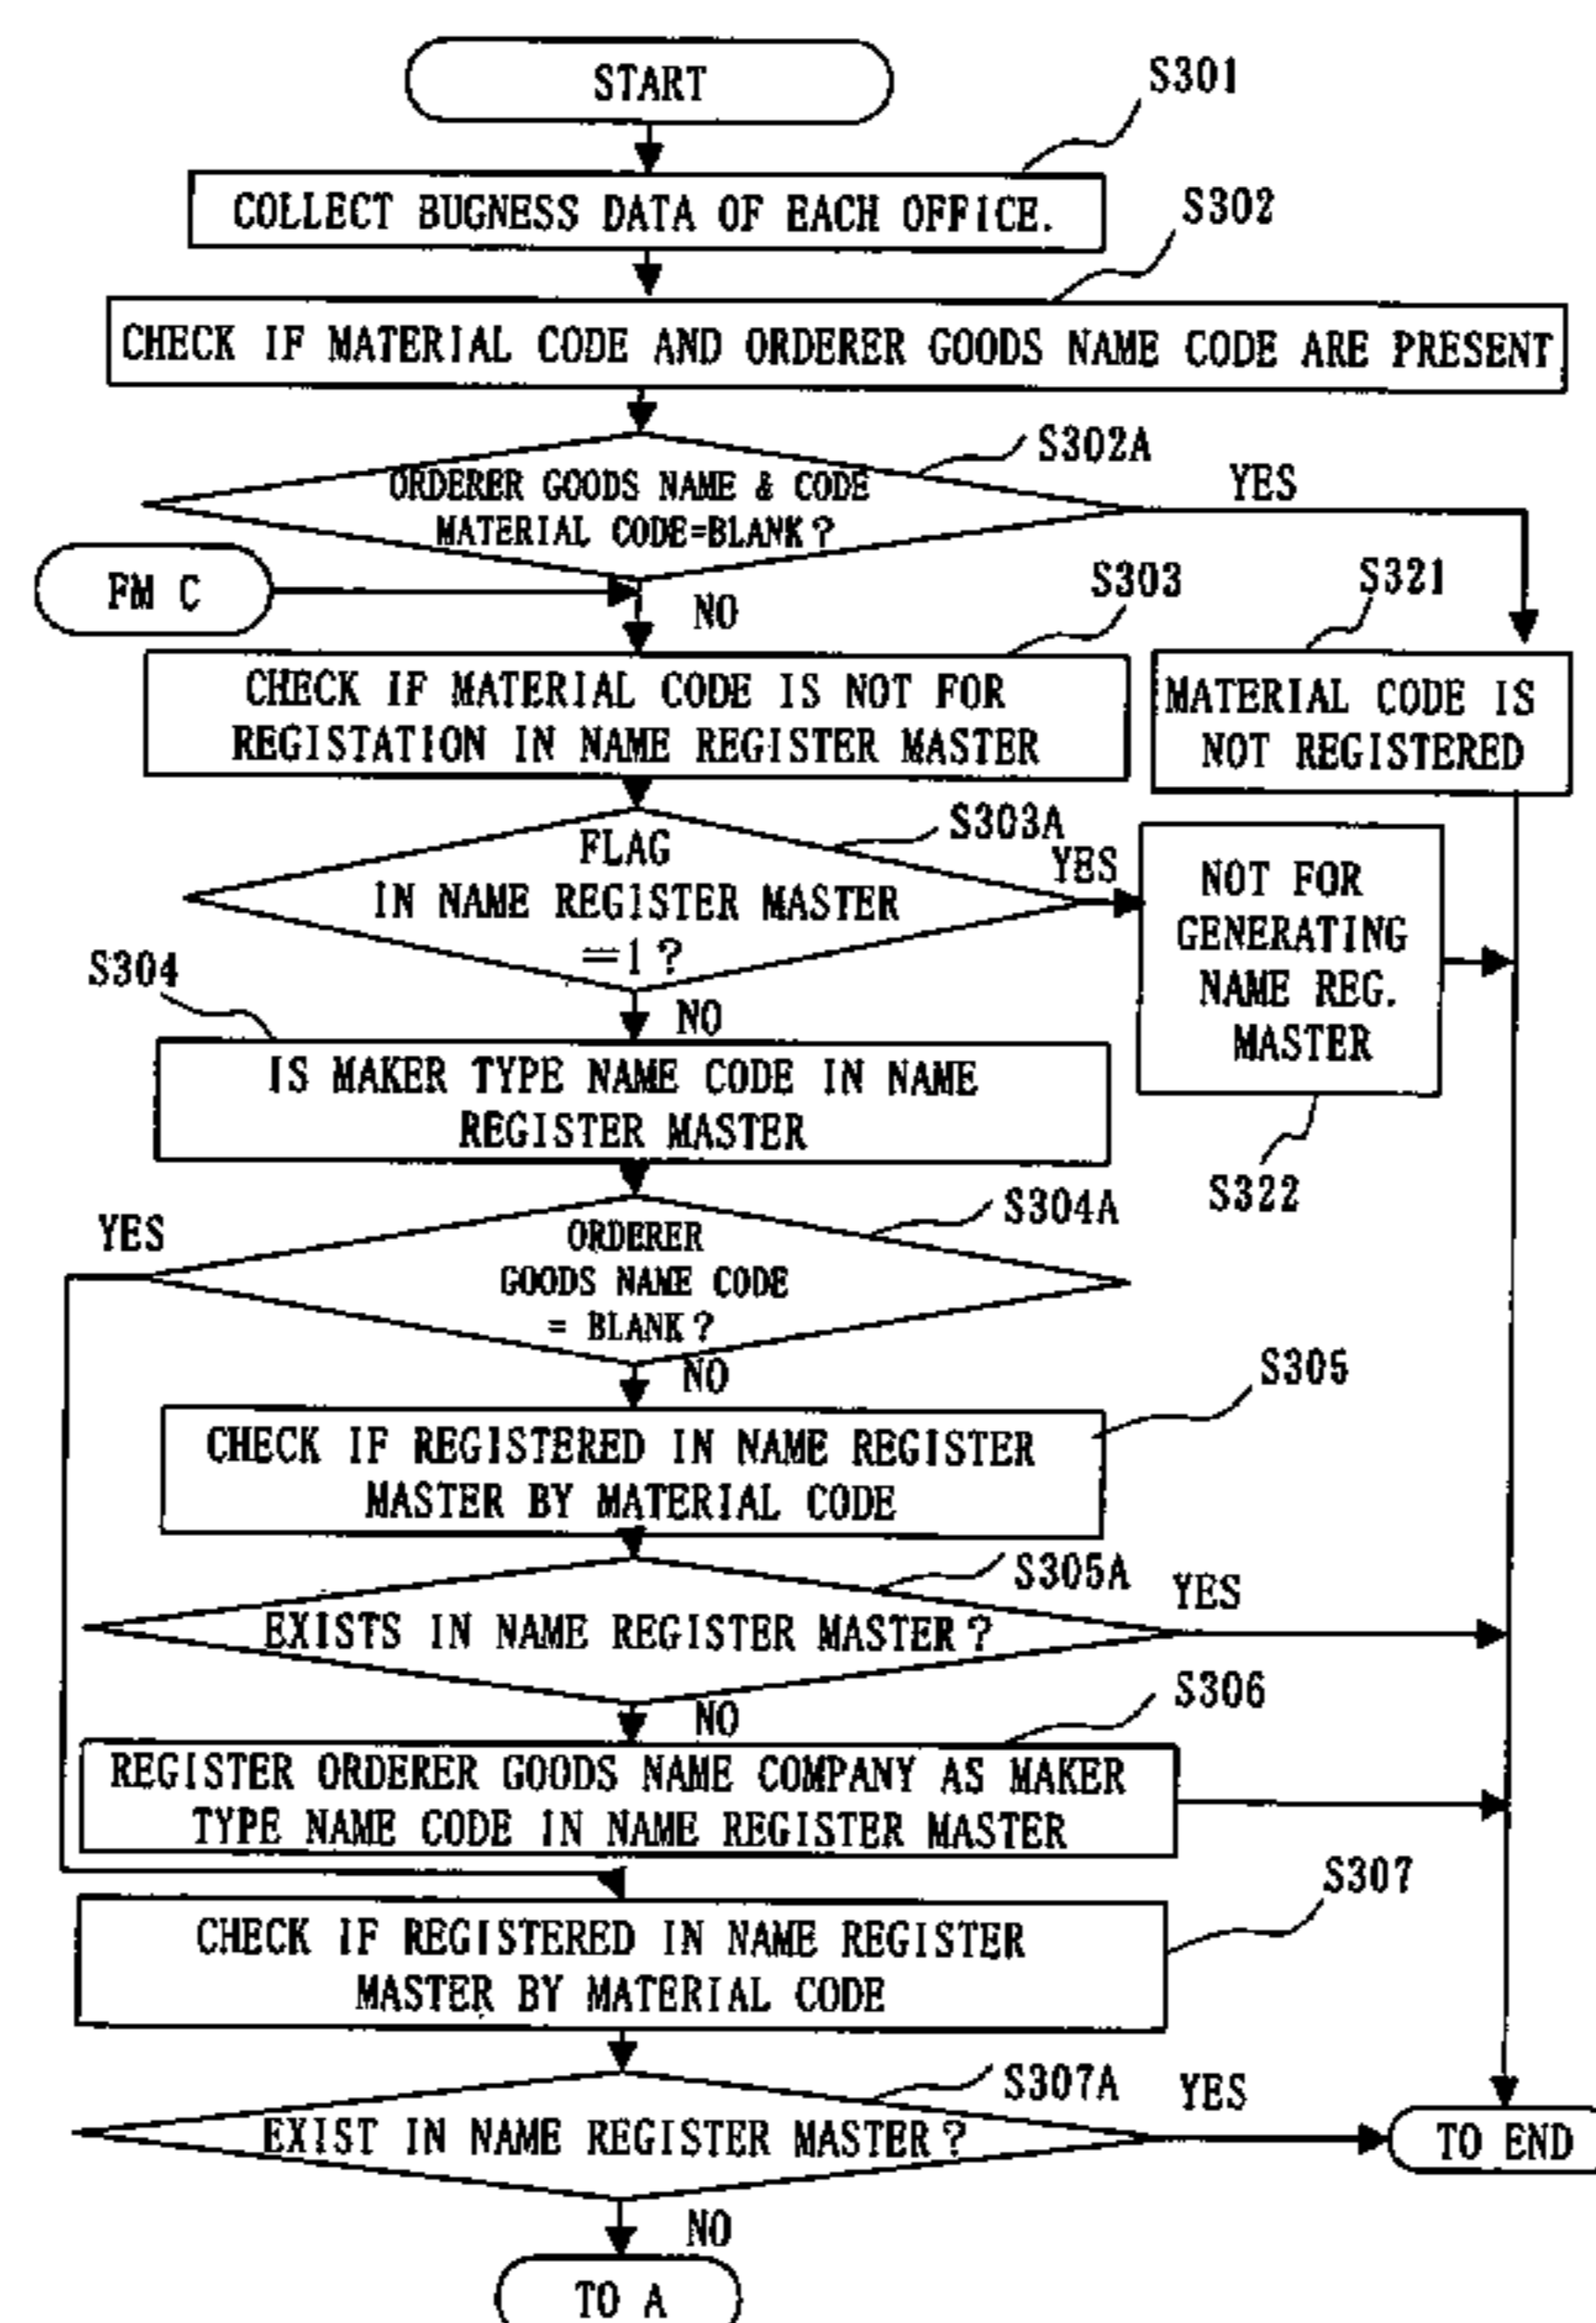 START
S301
COLLECT BUGNESS DATA OF EACH OFFICE.
S302
CHECK IF MATERIAL CODE AND ORDERER GOODS NAME CODE ARE PRESENT
S302A
ORDERER GOODS NAME & CODE
MATERIAL CODE=BLANK?
YES
FM C
NO
S303
S321
CHECK IF MATERIAL CODE IS NOT FOR
REGISTATION IN NAME REGISTER MASTER
MATERIAL CODE IS
NOT REGISTERED
S303A
FLAG
IN NAME REGISTER MASTER
=1?
YES
NOT FOR
GENERATING
NAME REG.
MASTER
S322
S304
NO
IS MAKER TYPE NAME CODE IN NAME
REGISTER MASTER
S304A
YES
ORDERER
GOODS NAME CODE
= BLANK?
NO
S305
CHECK IF REGISTERED IN NAME REGISTER
MASTER BY MATERIAL CODE
S305A
YES
EXISTS IN NAME REGISTER MASTER?
NO
S306
REGISTER ORDERER GOODS NAME COMPANY AS MAKER
TYPE NAME CODE IN NAME REGISTER MASTER
S307
CHECK IF REGISTERED IN NAME REGISTER
MASTER BY MATERIAL CODE
S307A
YES
EXIST IN NAME REGISTER MASTER?
TO END
NO
TO A